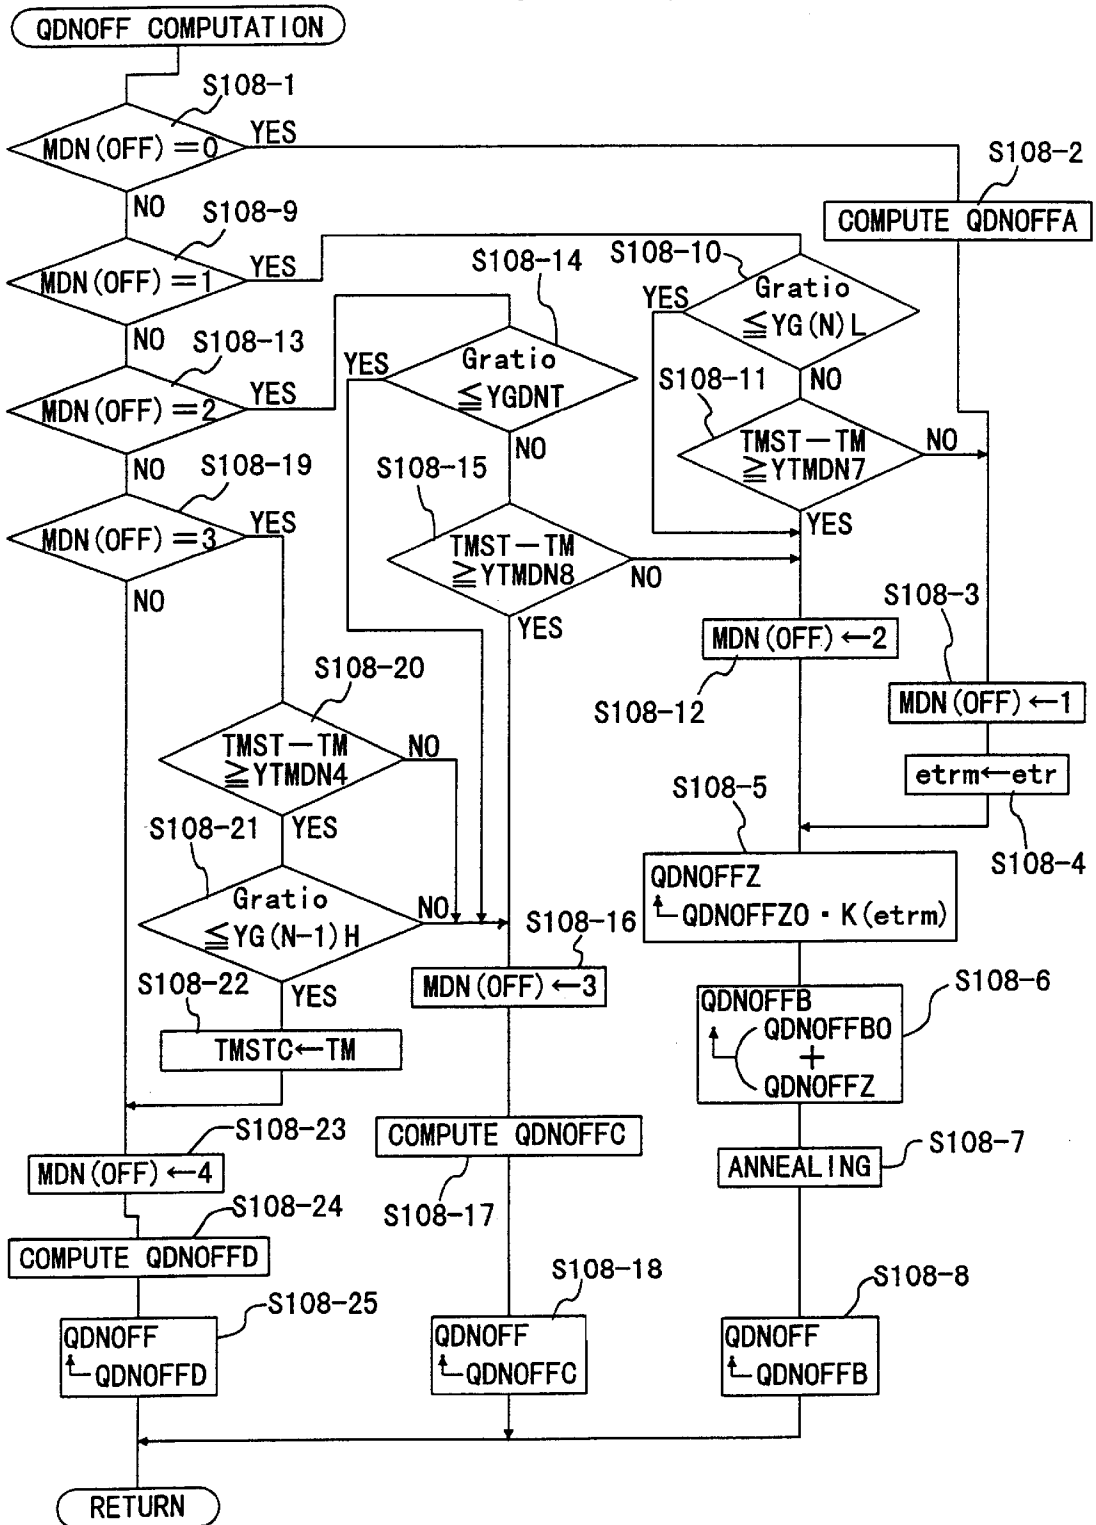 QDNOFF COMPUTATION
S108-1
MDN(OFF)=0
YES
NO
S108-2
COMPUTE QDNOFFA
S108-9
MDN(OFF)=1
YES
NO
S108-10
Gratio
≦YG(N)L
YES
NO
S108-14
Gratio
≦YGDNT
YES
NO
S108-13
MDN(OFF)=2
YES
NO
S108-11
TMST-TM
≧YTMDN7
NO
YES
S108-15
TMST-TM
≧YTMDN8
NO
YES
S108-19
MDN(OFF)=3
YES
NO
S108-3
MDN(OFF)←1
S108-12
MDN(OFF)←2
S108-4
etrm←etr
S108-20
TMST-TM
≧YTMDN4
NO
YES
S108-5
QDNOFFZ
QDNOFFZ0・K(etrm)
S108-21
Gratio
≦YG(N-1)H
NO
YES
S108-16
MDN(OFF)←3
S108-6
QDNOFFB
QDNOFFB0
+
QDNOFFZ
S108-22
TMSTC←TM
S108-23
MDN(OFF)←4
COMPUTE QDNOFFC
S108-17
S108-7
ANNEALING
S108-24
COMPUTE QDNOFFD
S108-25
QDNOFF
QDNOFFD
S108-18
QDNOFF
QDNOFFC
S108-8
QDNOFF
QDNOFFB
RETURN